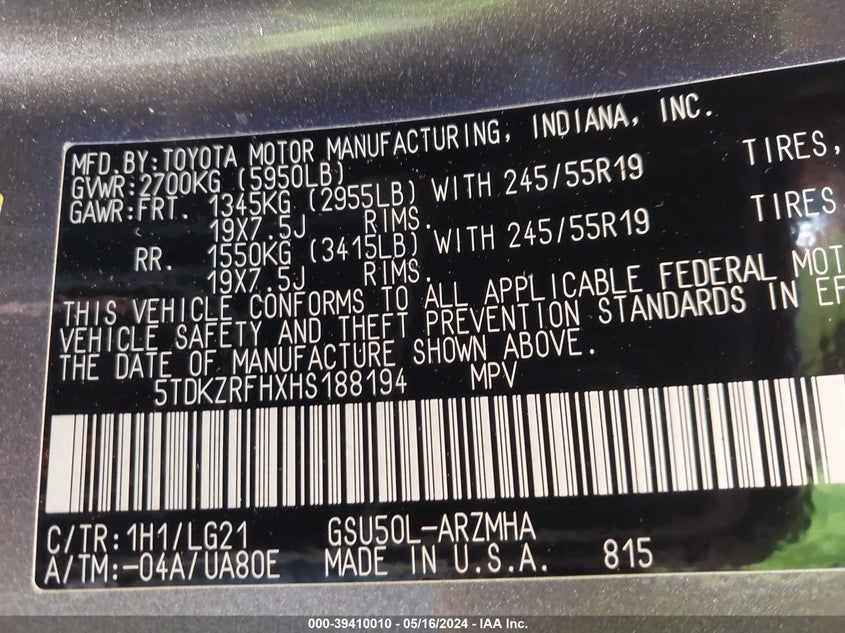 MFD.BY:TOYOTA MOTOR MANUFACTURING, INDIANA, INC.
GVWR:2700KG (5950LB)
GAWR:FRT. 1345KG (2955LB) WITH 245/55R19 TIRES,
19X7.5J RIMS.
RR. 1550KG (3415LB) WITH 245/55R19 TIRES,
19X7.5J RIMS.
THIS VEHICLE CONFORMS TO ALL APPLICABLE FEDERAL MOT
VEHICLE SAFETY AND THEFT PREVENTION STANDARDS IN EF
THE DATE OF MANUFACTURE SHOWN ABOVE.
5TDKZRFHXHS188194 MPV
C/TR:1H1/LG21 GSU50L-ARZMHA
A/TM:-04A/UA80E MADE IN U.S.A. 815
000-39410010 - 05/16/2024 - IAA Inc.